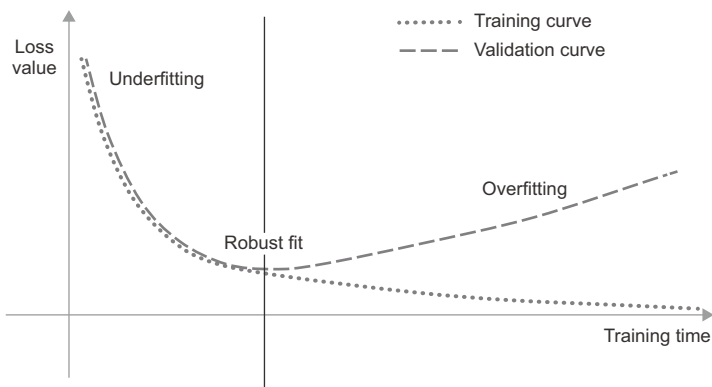 Loss
value
Training curve
Validation curve
Underfitting
Overfitting
Robust fit
Training time